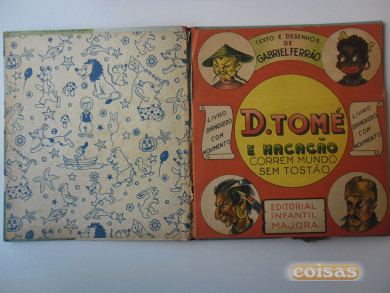 TEXTO E DESENHOS
DE
GABRIEL FERRÃO
LIVRO
BRINQUEDO
COM
MOVIMENTO
D. TOMÉ
E MACACÃO
CORREM MUNDO
SEM TOSTÃO
LIVRO
BRINQUEDO
COM
MOVIMENTO
EDITORIAL
INFANTIL
MAJORA
coisas